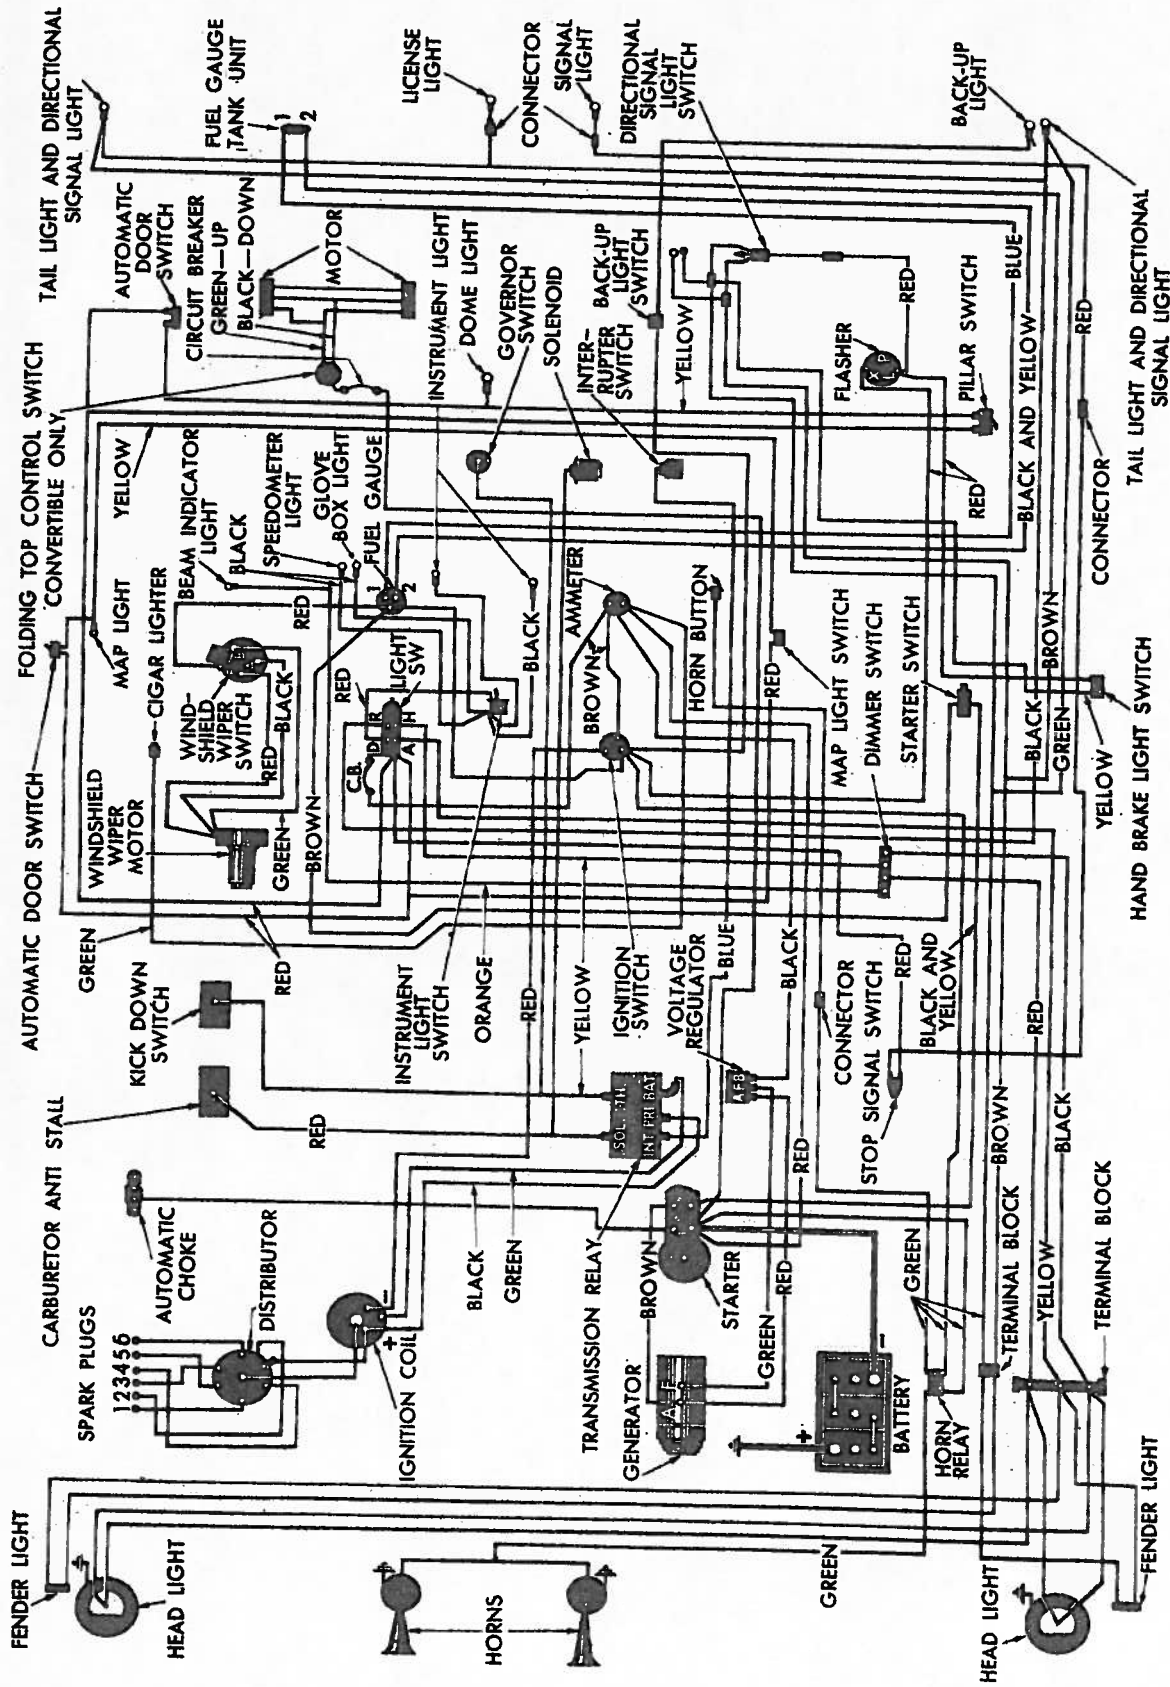 FENDER LIGHT
HEAD LIGHT
HORNS
SPARK PLUGS
123456
AUTOMATIC
CHOKE
DISTRIBUTOR
IGNITION COIL
+
-
CARBURETOR ANTI STALL
KICK DOWN
SWITCH
RED
BLACK
GREEN
TRANSMISSION RELAY
SOL.
TH
INT
PRI
BAT
GENERATOR
A
F
BROWN
STARTER
GREEN
RED
BATTERY
+
-
GREEN
HORN
RELAY
GREEN
TERMINAL BLOCK
YELLOW
TERMINAL BLOCK
HEAD LIGHT
FENDER LIGHT
AUTOMATIC DOOR SWITCH
GREEN
RED
WINDSHIELD
WIPER
MOTOR
GREEN
BROWN
INSTRUMENT
LIGHT
SWITCH
ORANGE
RED
YELLOW
IGNITION
SWITCH
VOLTAGE
REGULATOR
A F B
BLUE
BLACK
RED
CONNECTOR
STOP SIGNAL SWITCH
RED
BLACK AND
YELLOW
BROWN
RED
BLACK
FOLDING TOP CONTROL SWITCH
CONVERTIBLE ONLY
MAP LIGHT
CIGAR LIGHTER
WIND-
SHIELD
WIPER
SWITCH
RED
BLACK
YELLOW
BEAM INDICATOR
LIGHT
BLACK
SPEEDOMETER
LIGHT
GLOVE
BOX LIGHT
FUEL GAUGE
1
2
RED
RED
LIGHT
SW
C.B.
D
R
A
H
BLACK
AMMETER
BROWN
HORN BUTTON
RED
MAP LIGHT SWITCH
DIMMER SWITCH
STARTER SWITCH
BLACK
GREEN
BROWN
YELLOW
HAND BRAKE LIGHT SWITCH
TAIL LIGHT AND DIRECTIONAL
SIGNAL LIGHT
AUTOMATIC
DOOR
SWITCH
CIRCUIT BREAKER
GREEN—UP
BLACK—DOWN
MOTOR
INSTRUMENT LIGHT
DOME LIGHT
GOVERNOR
SWITCH
SOLENOID
INTER-
RUPTER
SWITCH
BACK-UP
LIGHT
SWITCH
YELLOW
FLASHER
X
L
P
RED
PILLAR SWITCH
RED
BLUE
BLACK AND YELLOW
RED
CONNECTOR
FUEL GAUGE
TANK UNIT
1
2
LICENSE
LIGHT
CONNECTOR
SIGNAL
LIGHT
DIRECTIONAL
SIGNAL
LIGHT
SWITCH
BACK-UP
LIGHT
TAIL LIGHT AND DIRECTIONAL
SIGNAL LIGHT